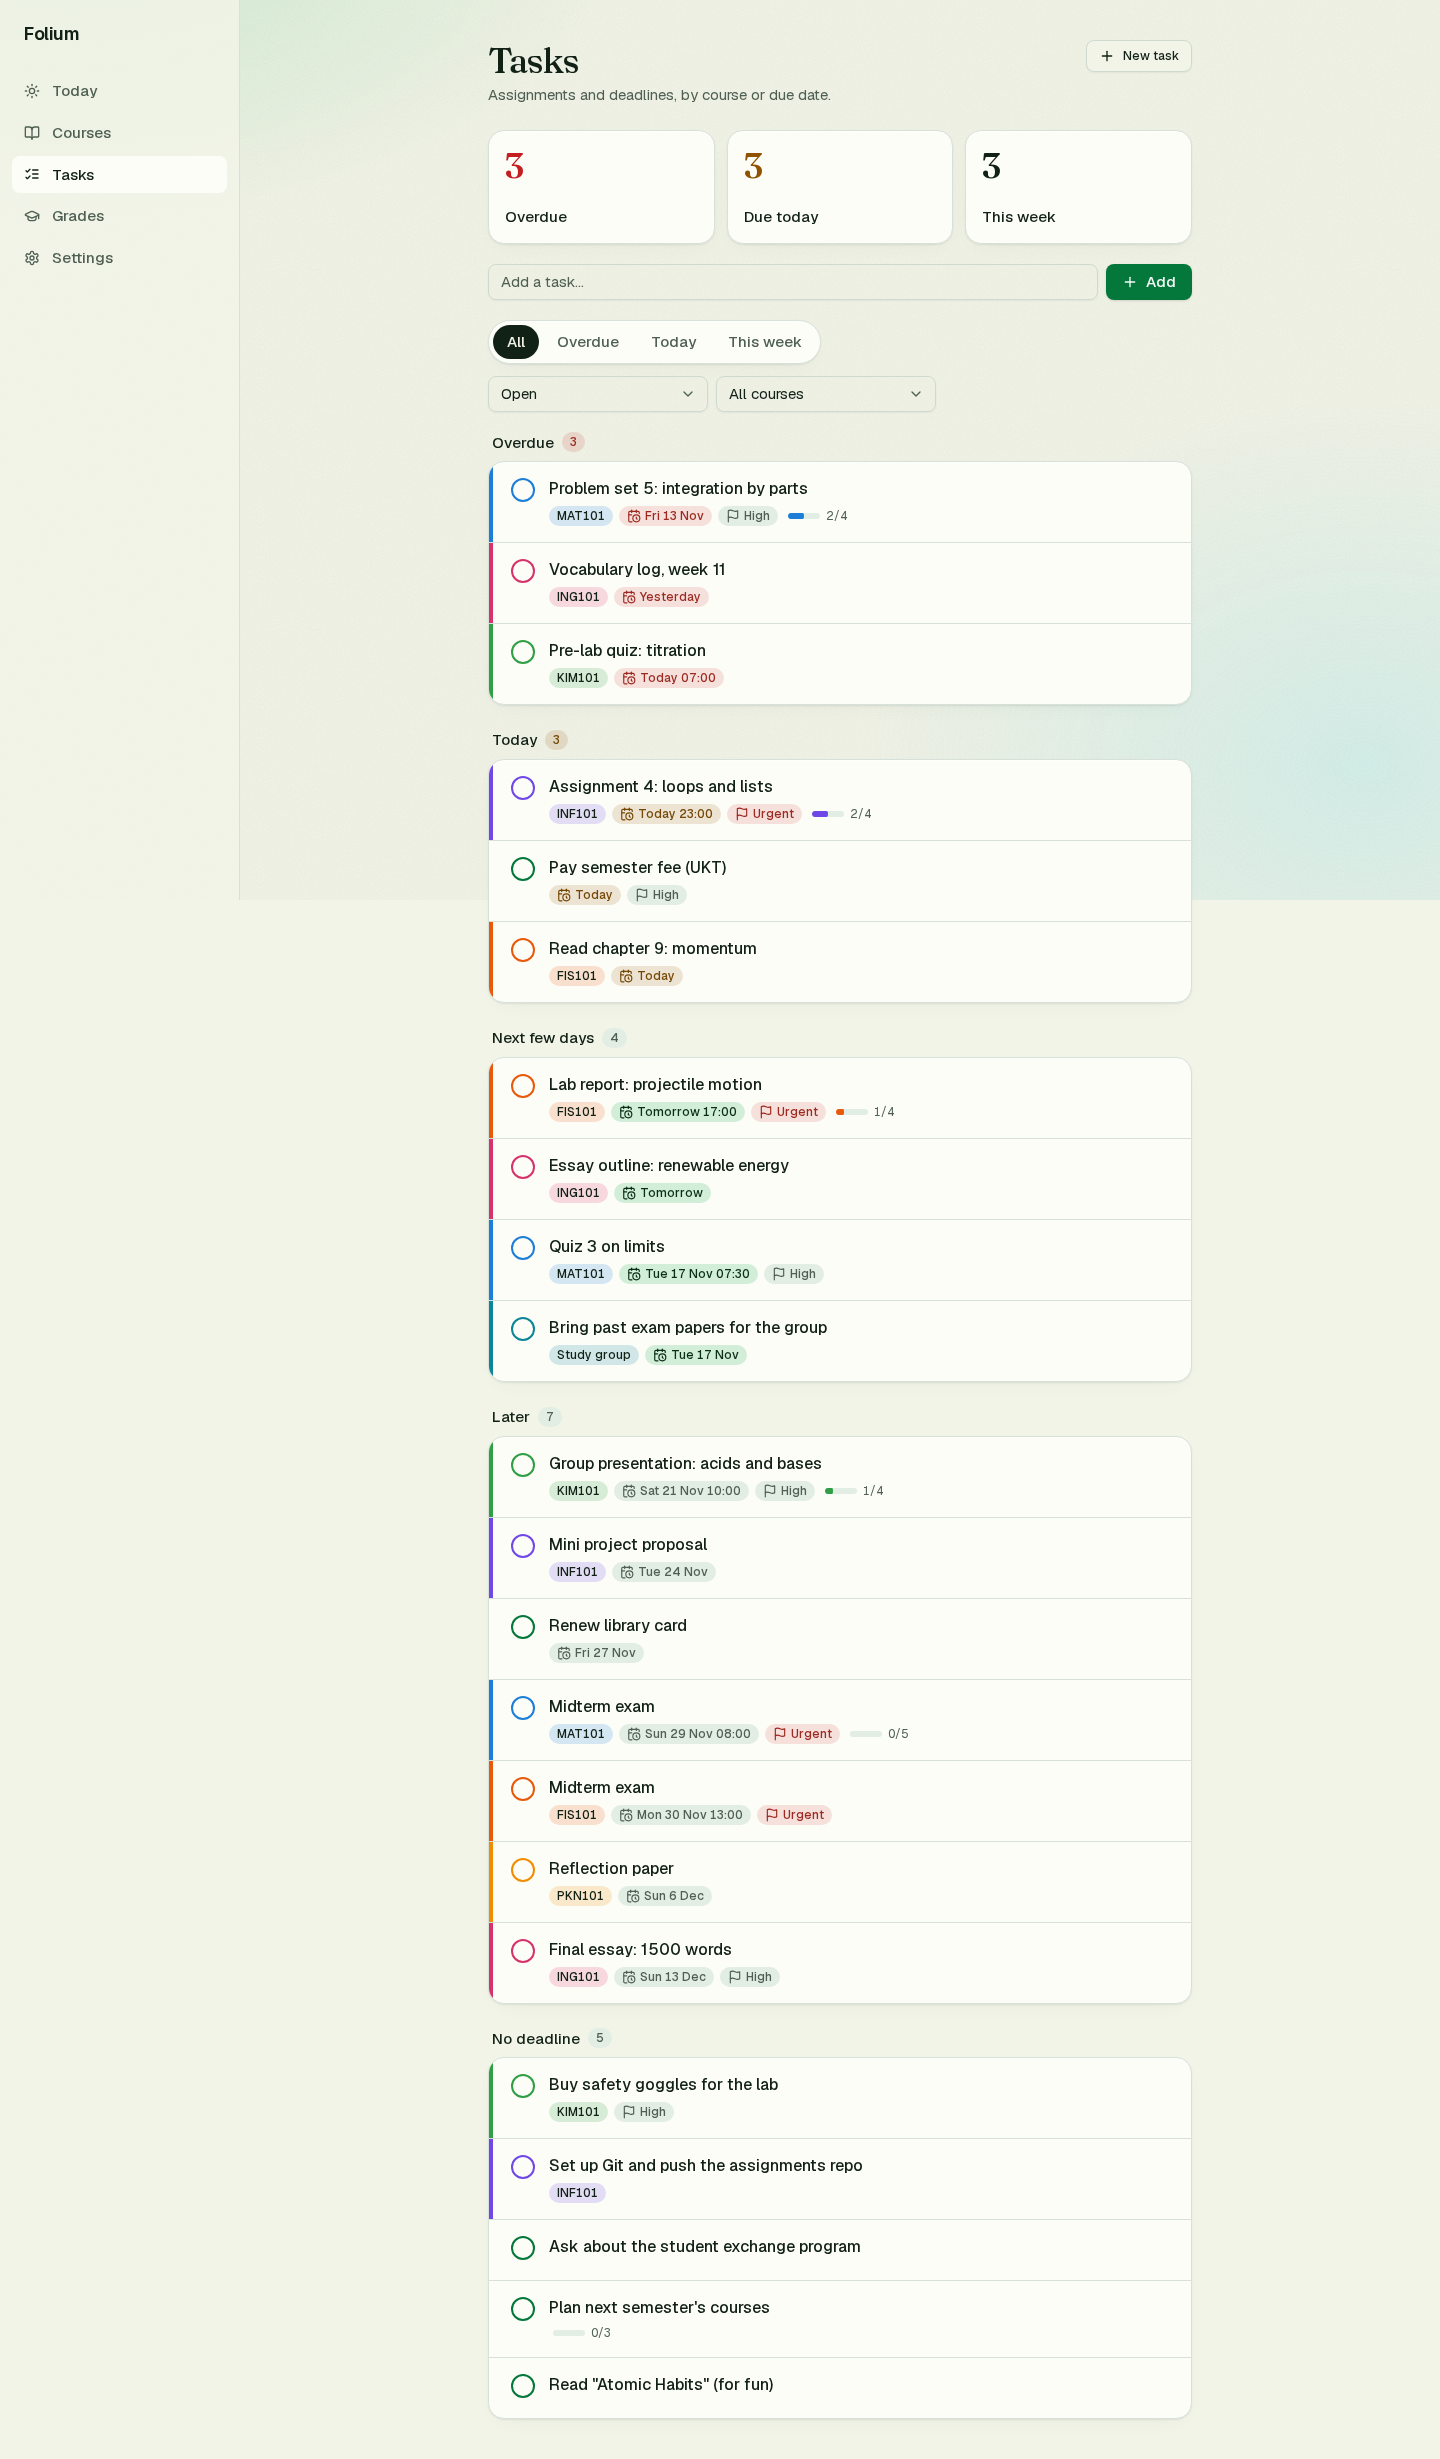 Folium
Today
Courses
Tasks
Grades
Settings
Tasks
New task
Assignments and deadlines, by course or due date.
3
Overdue
3
Due today
3
This week
Add a task...
Add
All Overdue Today This week
Open
All courses
Overdue 3
Problem set 5: integration by parts
MAT101 Fri 13 Nov High 2/4
Vocabulary log, week 11
ING101 Yesterday
Pre-lab quiz: titration
KIM101 Today 07:00
Today 3
Assignment 4: loops and lists
INF101 Today 23:00 Urgent 2/4
Pay semester fee (UKT)
Today High
Read chapter 9: momentum
FIS101 Today
Next few days 4
Lab report: projectile motion
FIS101 Tomorrow 17:00 Urgent 1/4
Essay outline: renewable energy
ING101 Tomorrow
Quiz 3 on limits
MAT101 Tue 17 Nov 07:30 High
Bring past exam papers for the group
Study group Tue 17 Nov
Later 7
Group presentation: acids and bases
KIM101 Sat 21 Nov 10:00 High 1/4
Mini project proposal
INF101 Tue 24 Nov
Renew library card
Fri 27 Nov
Midterm exam
MAT101 Sun 29 Nov 08:00 Urgent 0/5
Midterm exam
FIS101 Mon 30 Nov 13:00 Urgent
Reflection paper
PKN101 Sun 6 Dec
Final essay: 1500 words
ING101 Sun 13 Dec High
No deadline 5
Buy safety goggles for the lab
KIM101 High
Set up Git and push the assignments repo
INF101
Ask about the student exchange program
Plan next semester's courses
0/3
Read "Atomic Habits" (for fun)